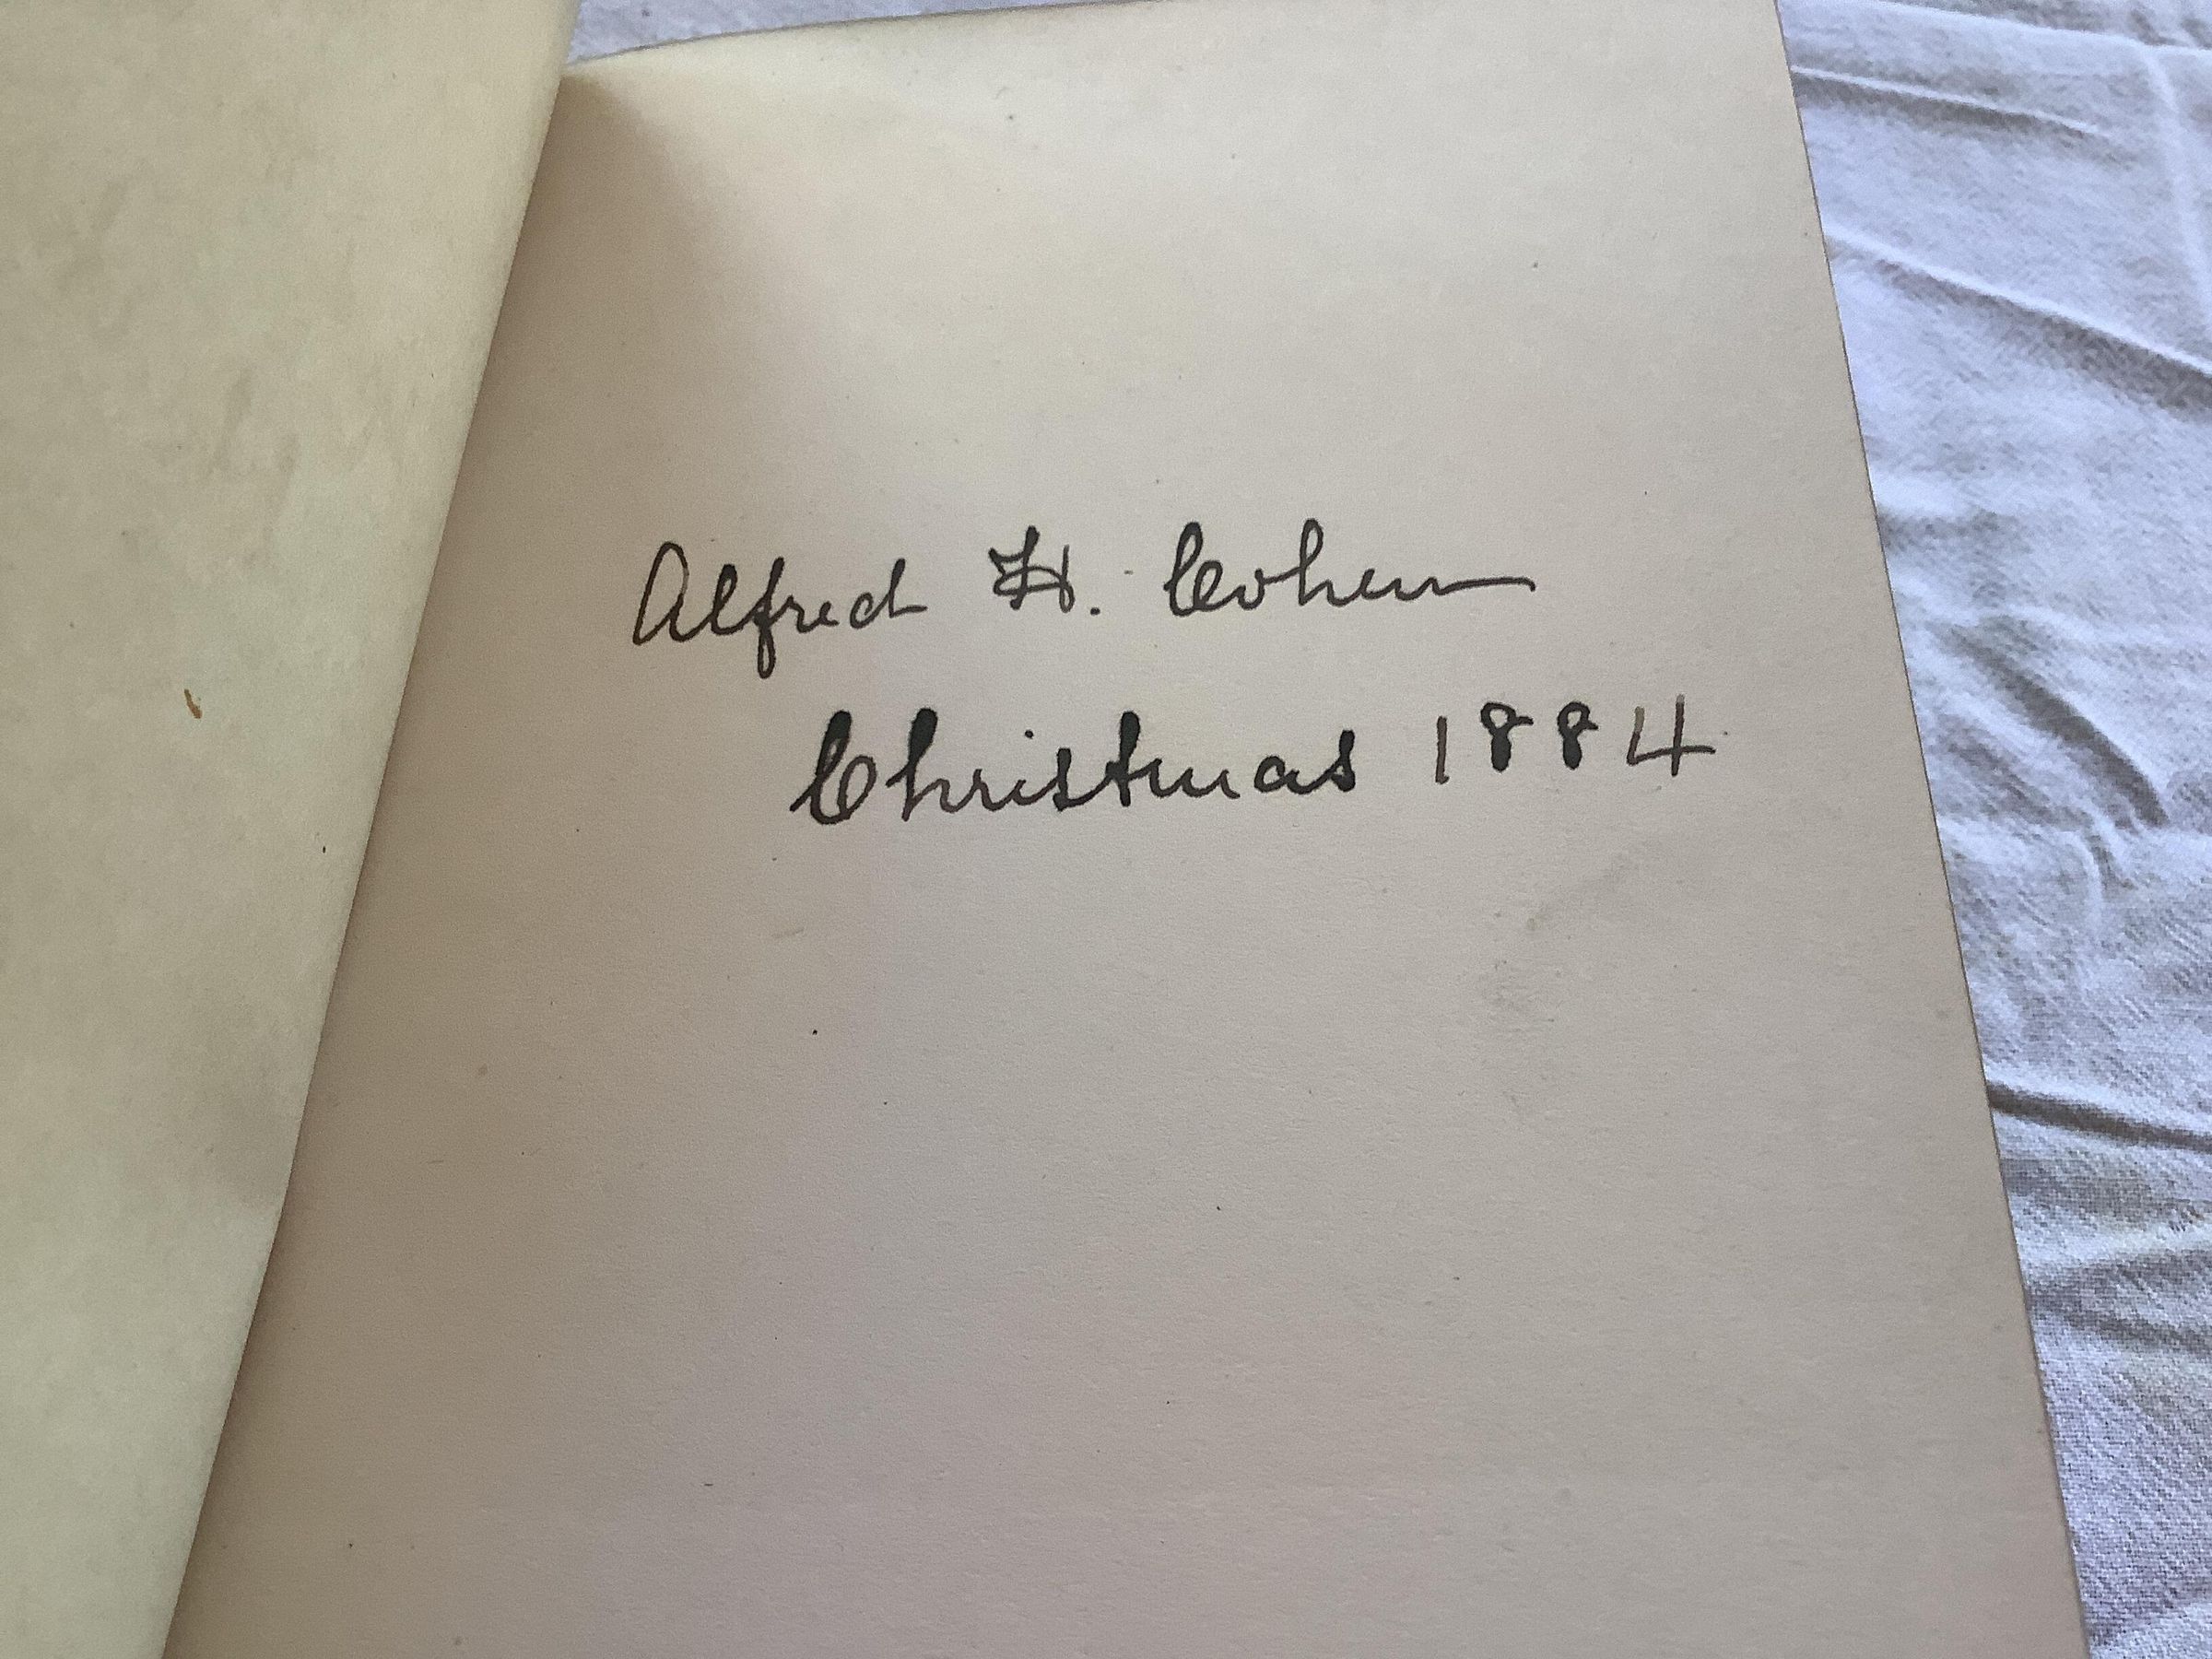 Alfred H. Cohen
Christmas 1884